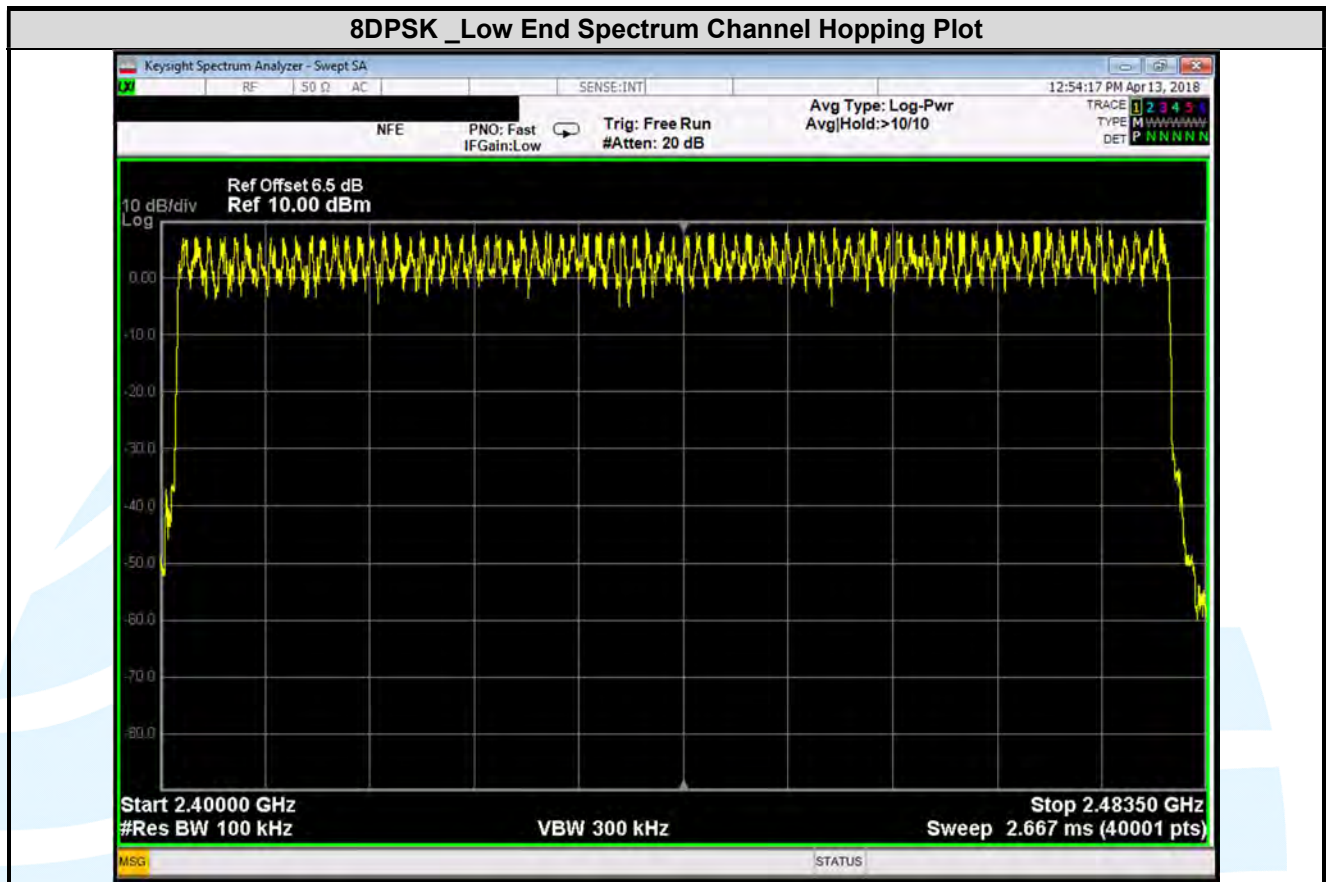 8DPSK _Low End Spectrum Channel Hopping Plot
Keysight Spectrum Analyzer - Swept SA
LXI RF 50 Ω AC SENSE:INT 12:54:17 PM Apr 13, 2018
NFE PNO: Fast IFGain:Low
Trig: Free Run
#Atten: 20 dB
Avg Type: Log-Pwr
Avg|Hold:>10/10
TRACE 1 2 3 4 5 6
TYPE M W W W W W
DET P N N N N N
Ref Offset 6.5 dB
10 dB/div Ref 10.00 dBm
Log
0.00
-10.0
-20.0
-30.0
-40.0
-50.0
-60.0
-70.0
-80.0
Start 2.40000 GHz Stop 2.48350 GHz
#Res BW 100 kHz VBW 300 kHz Sweep 2.667 ms (40001 pts)
MSG STATUS